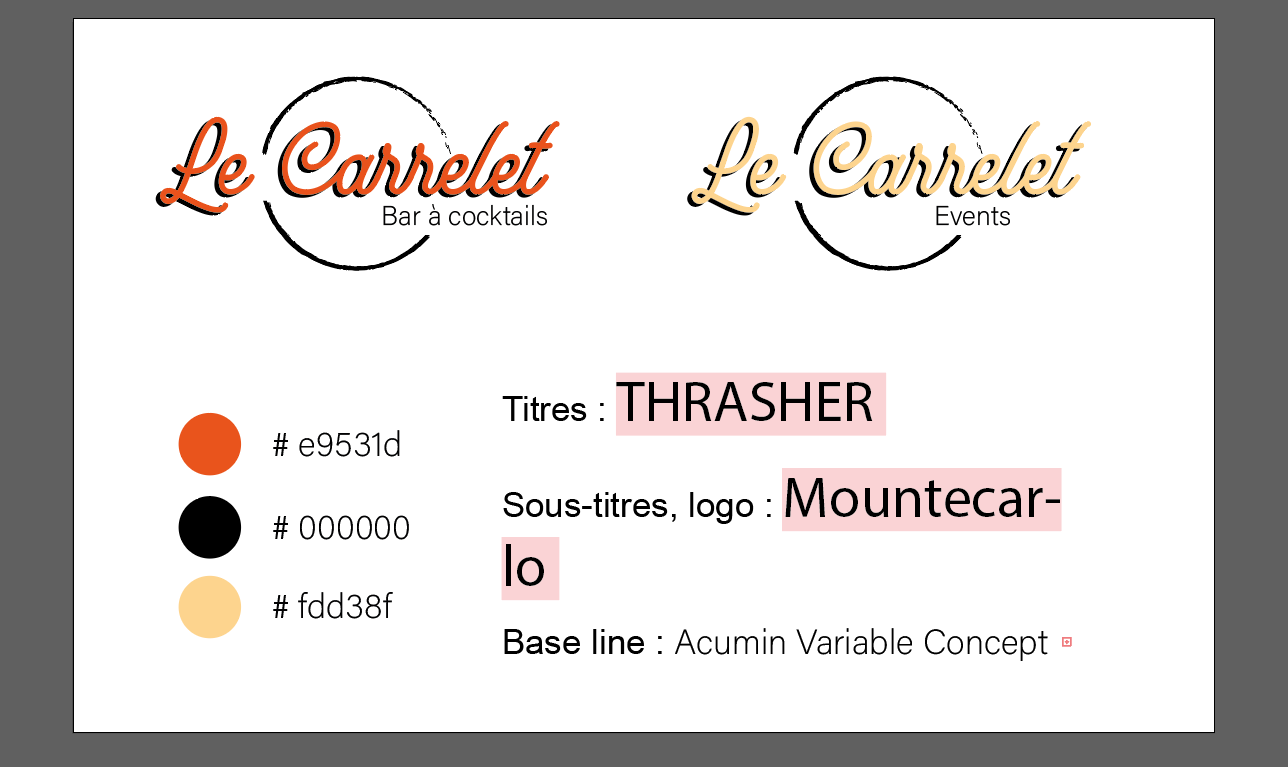 Le Carrelet
Bar à cocktails
Le Carrelet
Events
# e9531d
# 000000
# fdd38f
Titres : THRASHER
Sous-titres, logo : Mountecar-
lo
Base line : Acumin Variable Concept